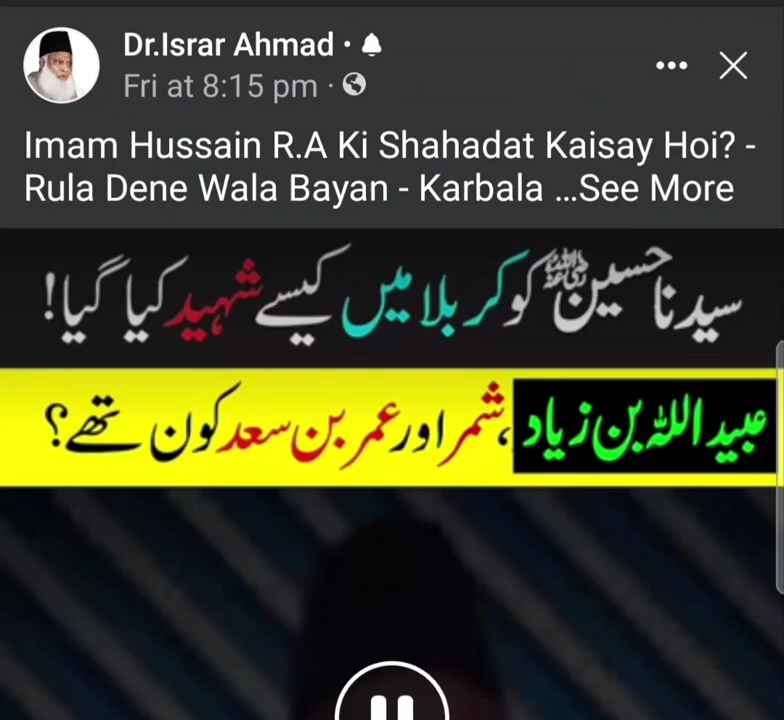 Dr.Israr Ahmad ·
Fri at 8:15 pm ·
Imam Hussain R.A Ki Shahadat Kaisay Hoi? -
Rula Dene Wala Bayan - Karbala ...See More
سیدنا حسینؓ کو کربلا میں کیسے شہید کیا گیا!
عبید اللہ بن زیاد، شمر اور عمر بن سعد کون تھے؟